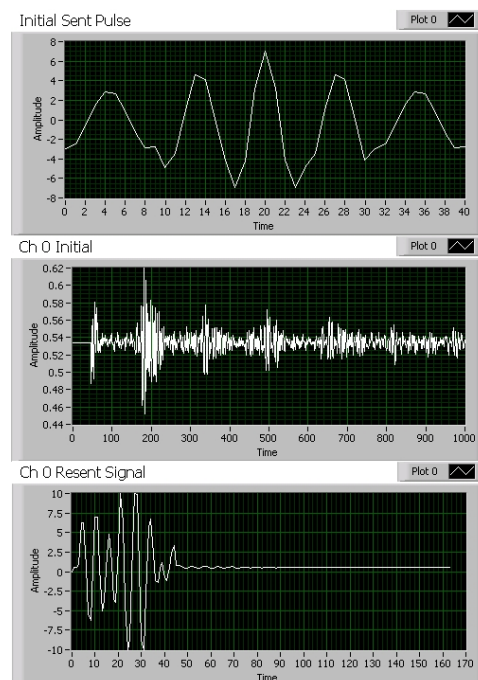 Initial Sent Pulse
Plot 0
8
6
4
2
0
-2
-4
-6
-8
Amplitude
0 2 4 6 8 10 12 14 16 18 20 22 24 26 28 30 32 34 36 38 40
Time
Ch 0 Initial
Plot 0
0.62
0.6
0.58
0.56
0.54
0.52
0.5
0.48
0.46
0.44
Amplitude
0 100 200 300 400 500 600 700 800 900 1000
Time
Ch 0 Resent Signal
Plot 0
10
7.5
5
2.5
0
-2.5
-5
-7.5
-10
Amplitude
0 10 20 30 40 50 60 70 80 90 100 110 120 130 140 150 160 170
Time